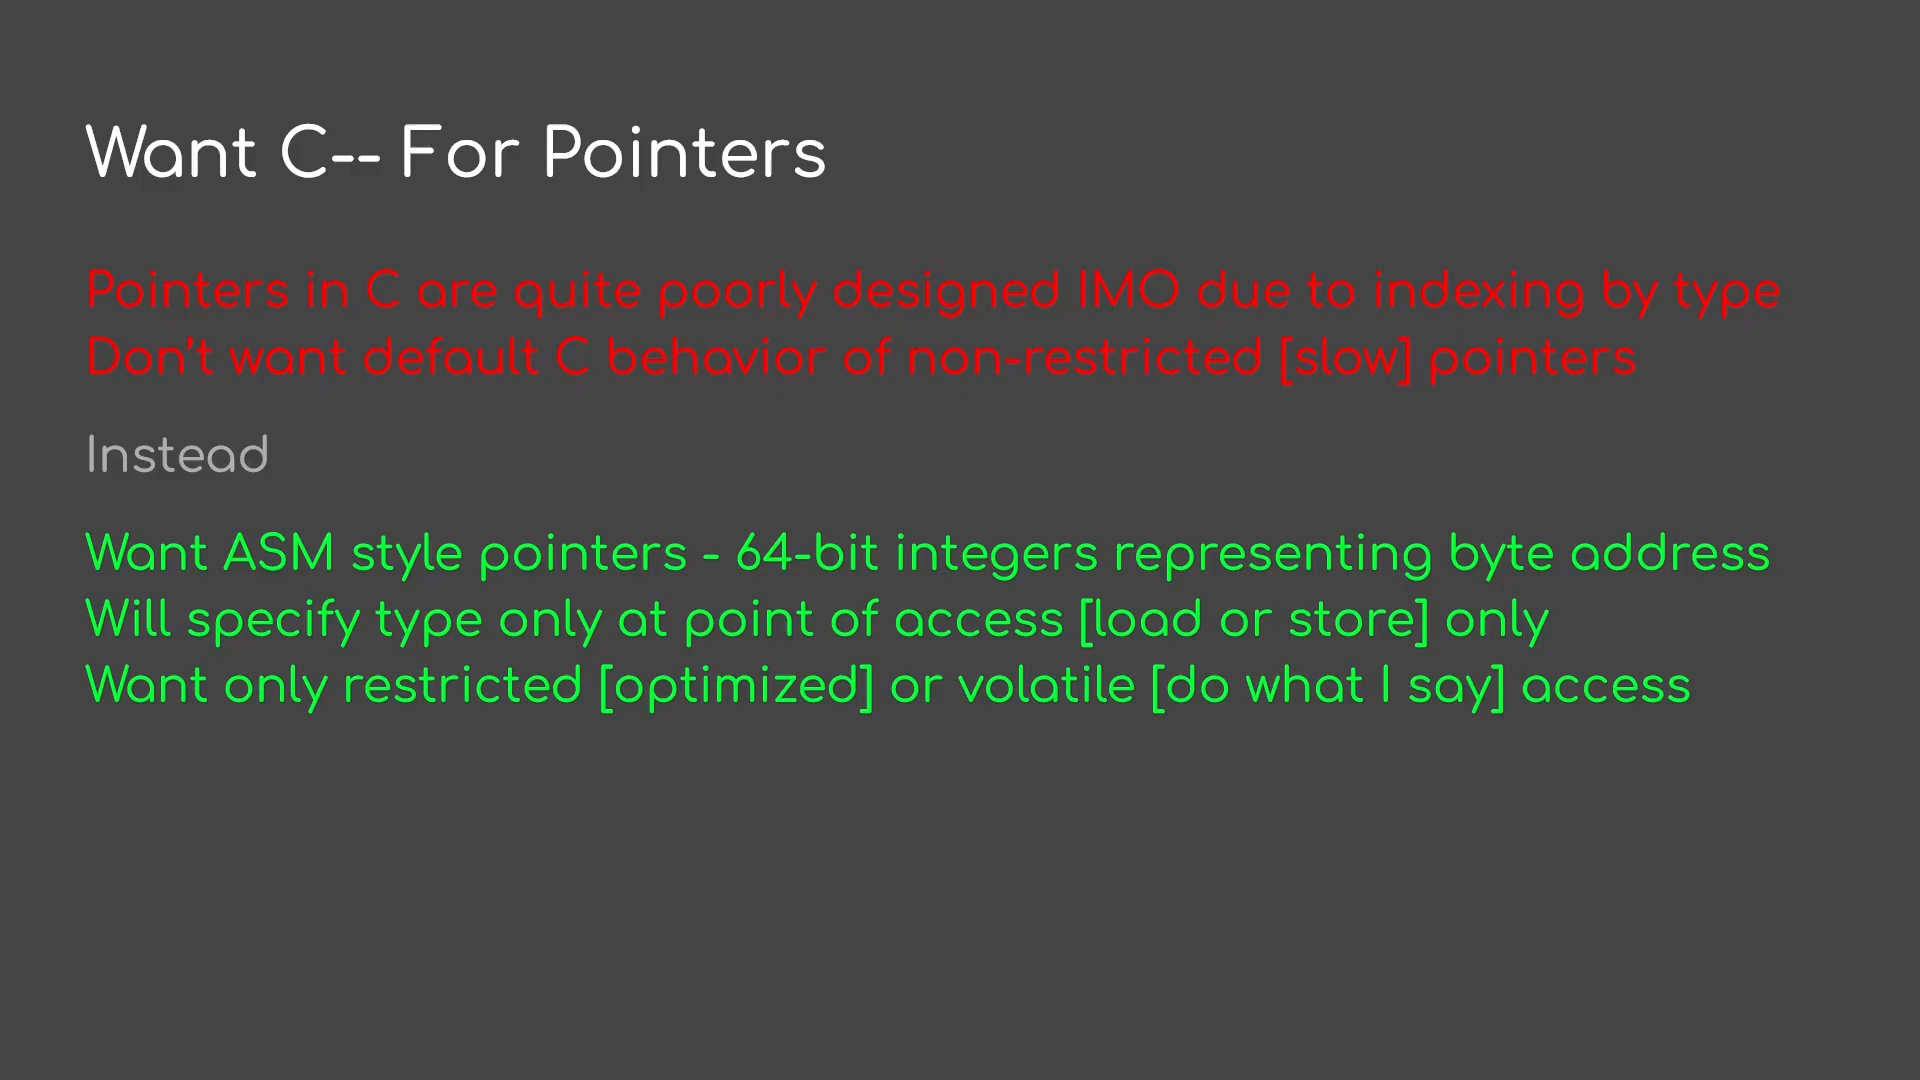 Want C-- For Pointers
Pointers in C are quite poorly designed IMO due to indexing by type
Don’t want default C behavior of non-restricted [slow] pointers
Instead
Want ASM style pointers - 64-bit integers representing byte address
Will specify type only at point of access [load or store] only
Want only restricted [optimized] or volatile [do what I say] access